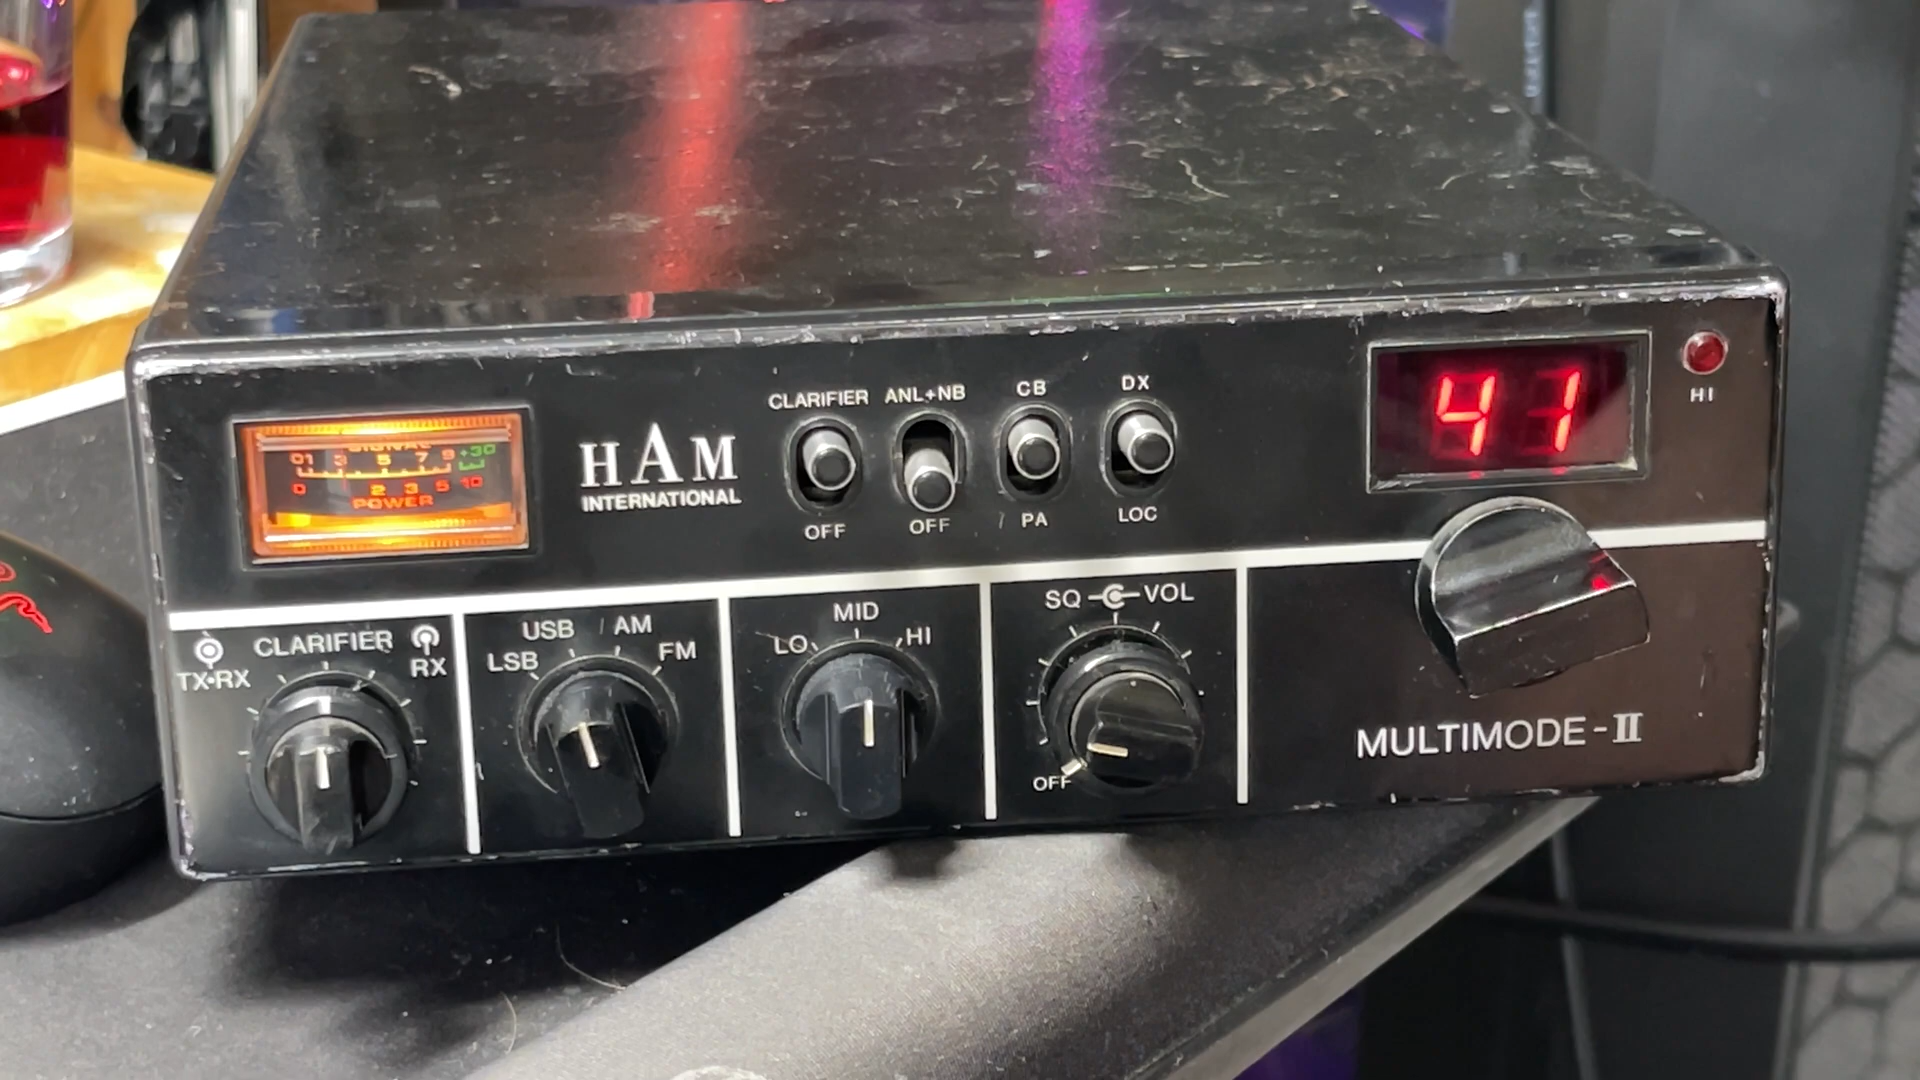 CLARIFIER ANL+NB CB DX
HI
41
SIGNAL
01 3 5 7 9 +30
0 2 3 5 10
POWER
HAM
INTERNATIONAL
OFF OFF PA LOC
TX•RX CLARIFIER RX
LSB USB AM FM
LO MID HI
SQ VOL
OFF
MULTIMODE-II